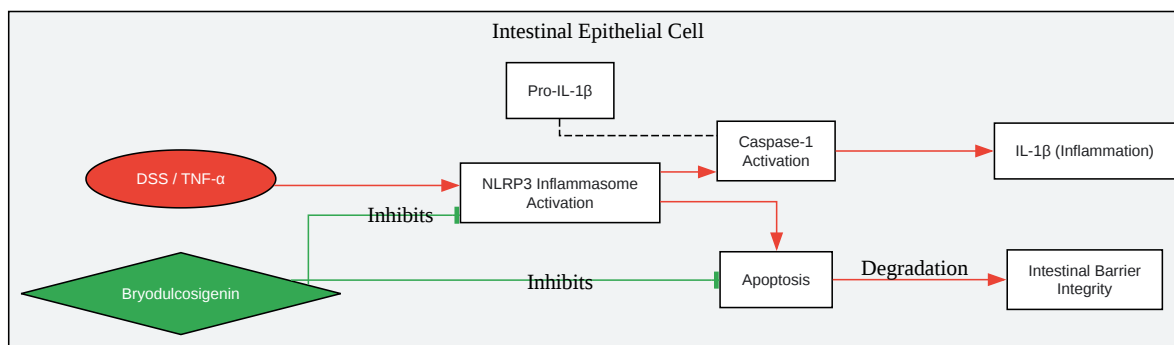 Intestinal Epithelial Cell
Pro-IL-1β
Caspase-1
Activation
IL-1β (Inflammation)
DSS / TNF-α
NLRP3 Inflammasome
Activation
Inhibits
Inhibits
Bryodulcosigenin
Apoptosis
Degradation
Intestinal Barrier
Integrity